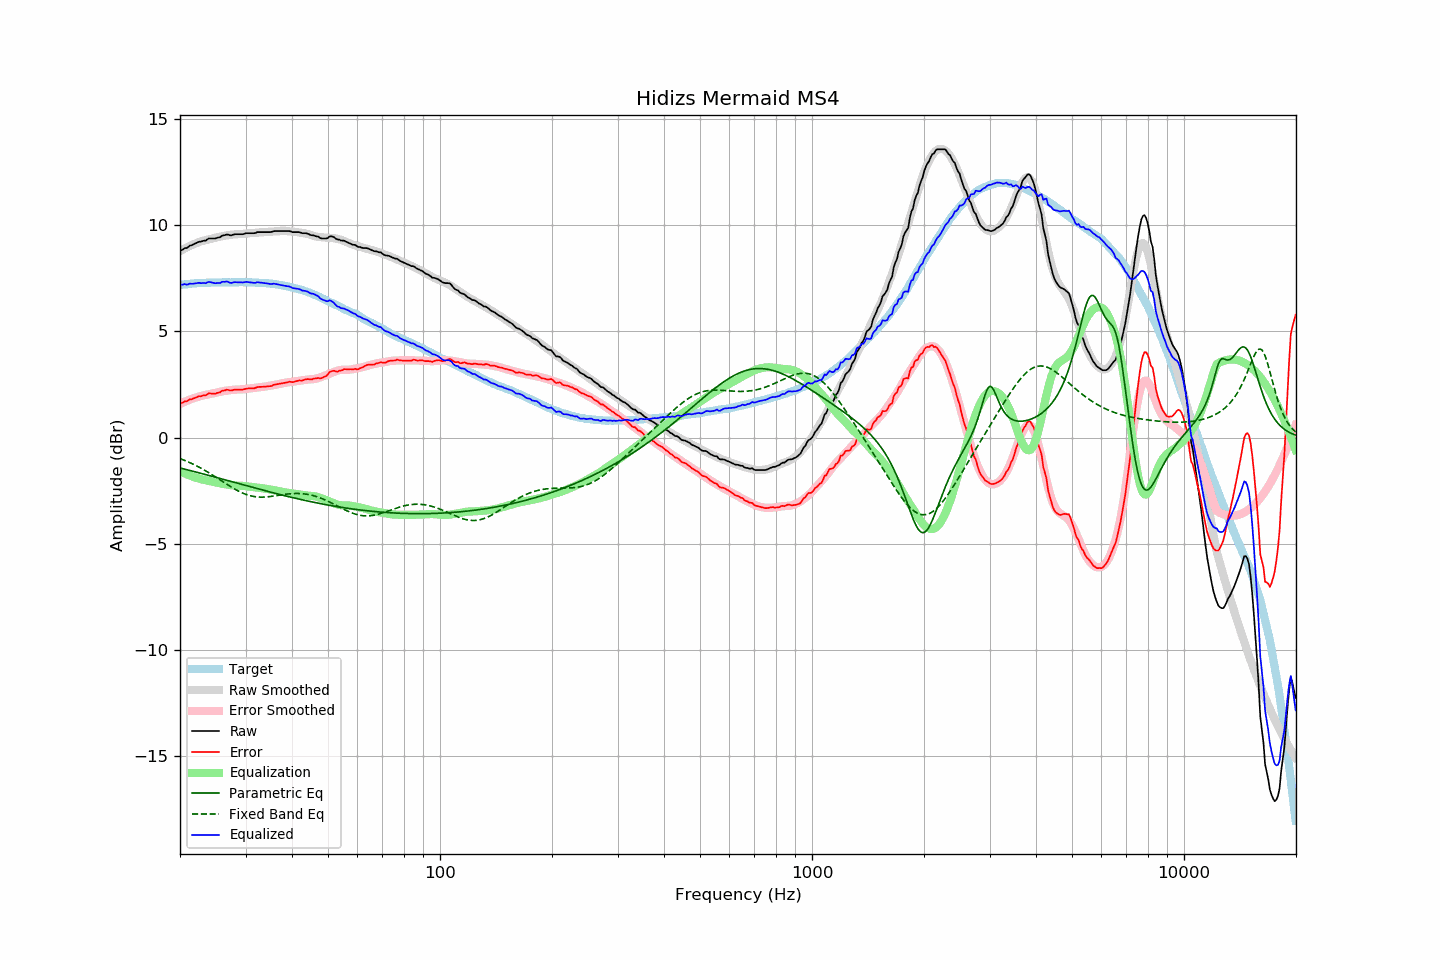 Hidizs Mermaid MS4
Amplitude (dBr)
15
10
5
0
−5
−10
−15
Target
Raw Smoothed
Error Smoothed
Raw
Error
Equalization
Parametric Eq
Fixed Band Eq
Equalized
100
1000
10000
Frequency (Hz)